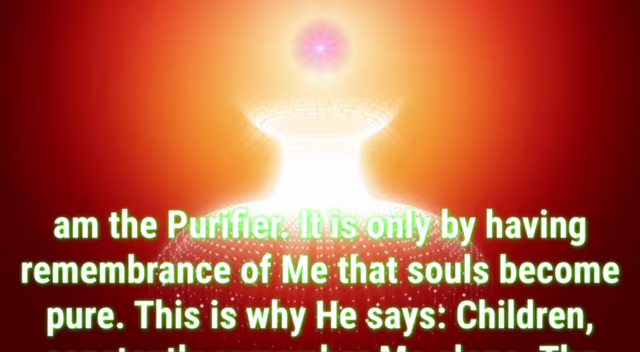 am the Purifier. It is only by having
remembrance of Me that souls become
pure. This is why He says: Children,